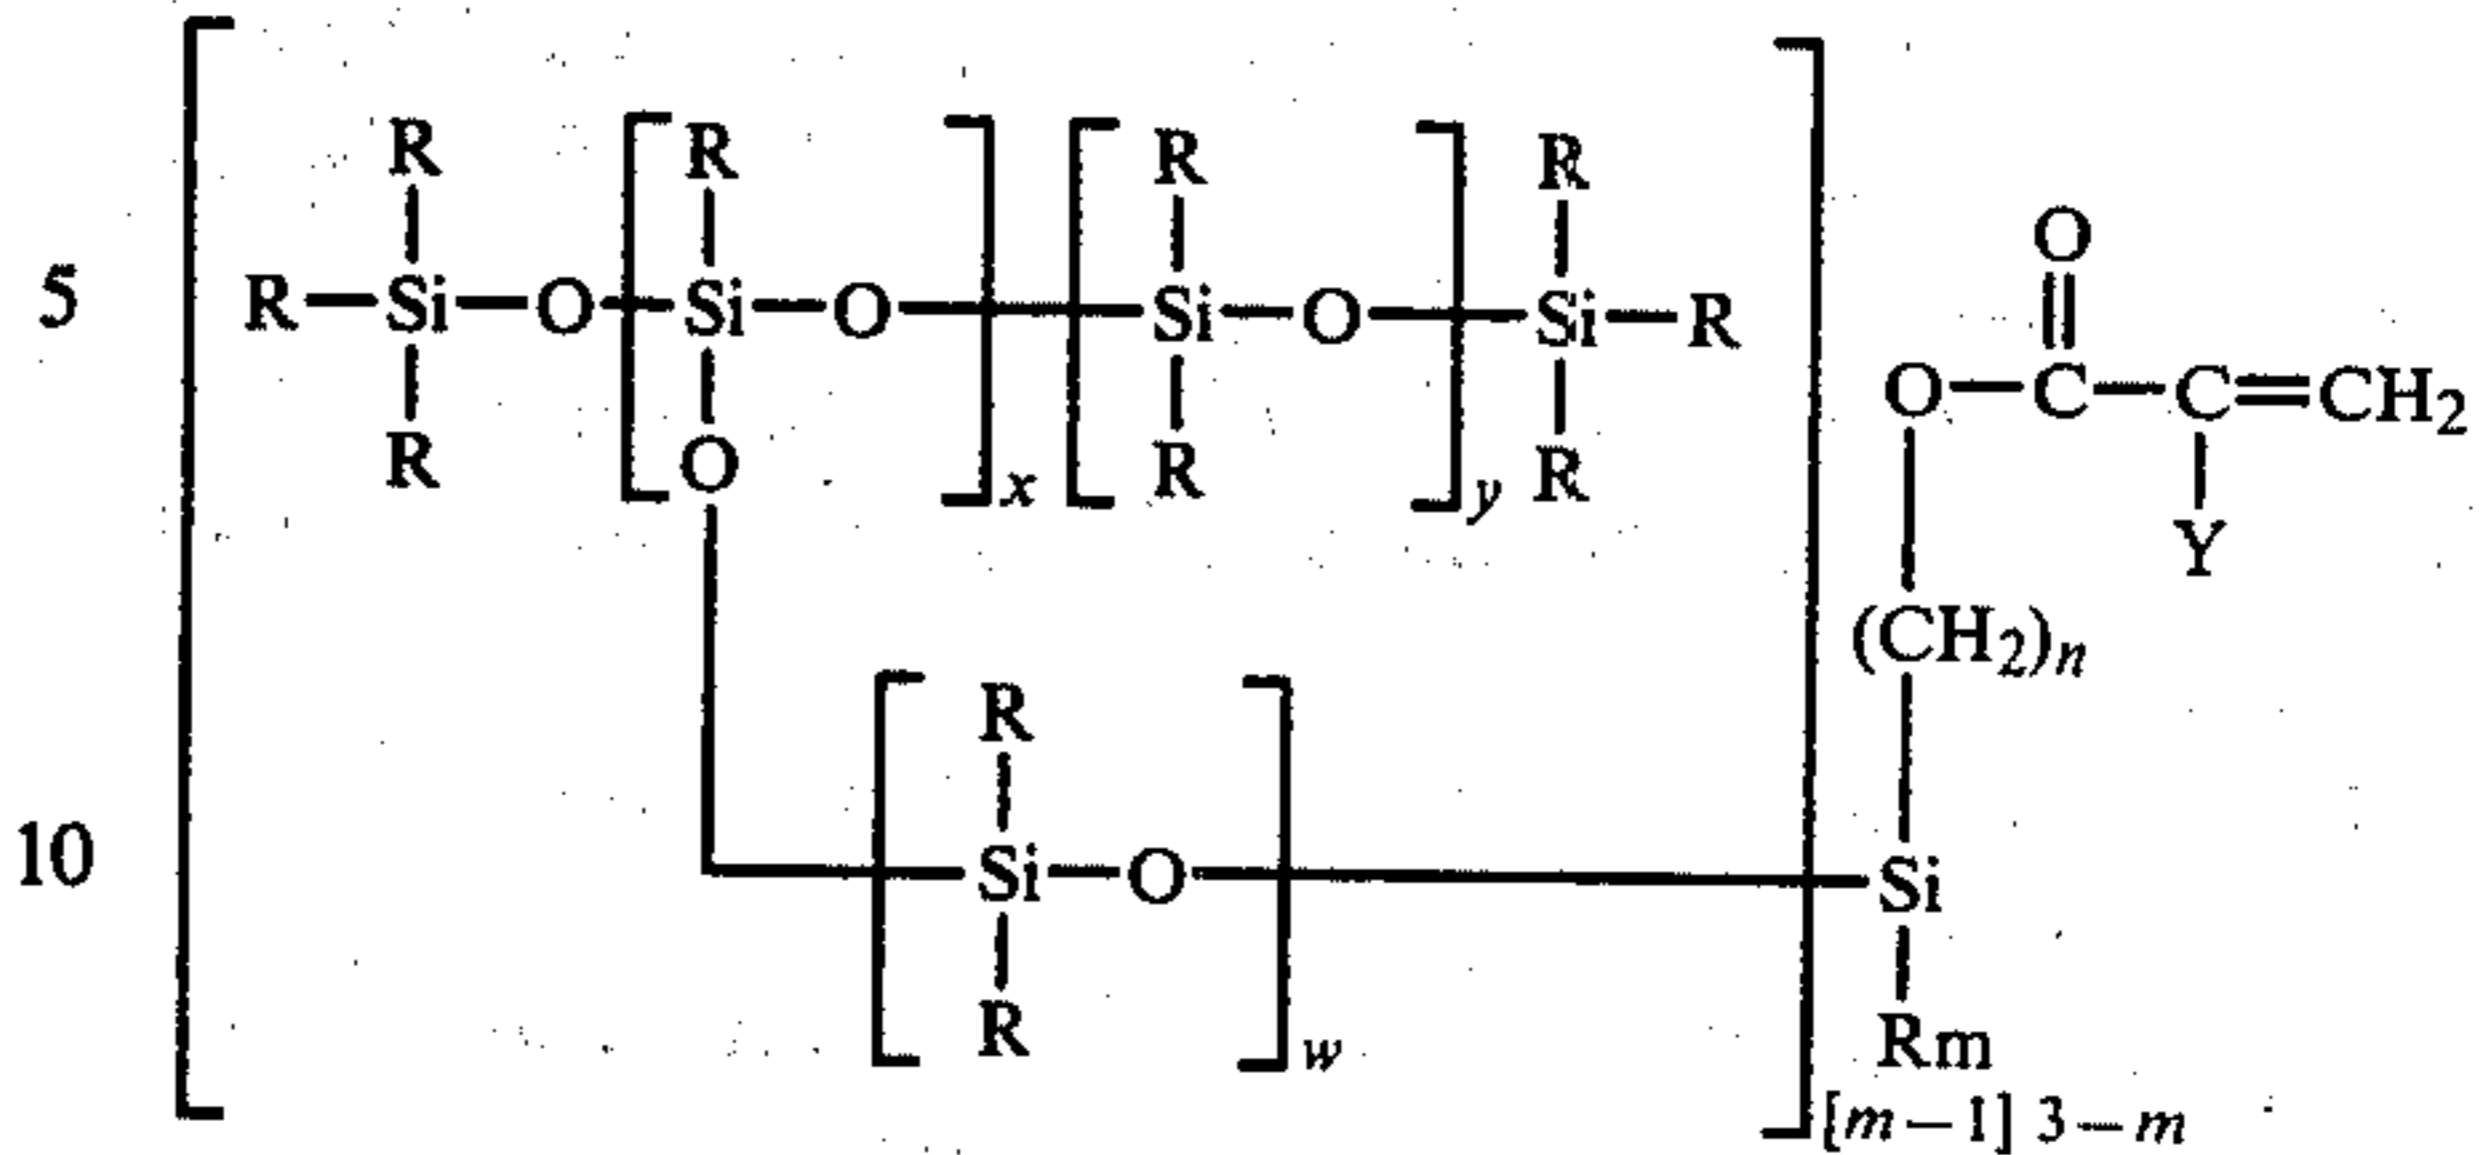 R R R R
5 R—Si—O—Si—O—Si—O—Si—R O
R O x R y R O—C—C=CH2
Y
(CH2)n
R
10 Si—O Si
R w Rm
[m−1] 3−m